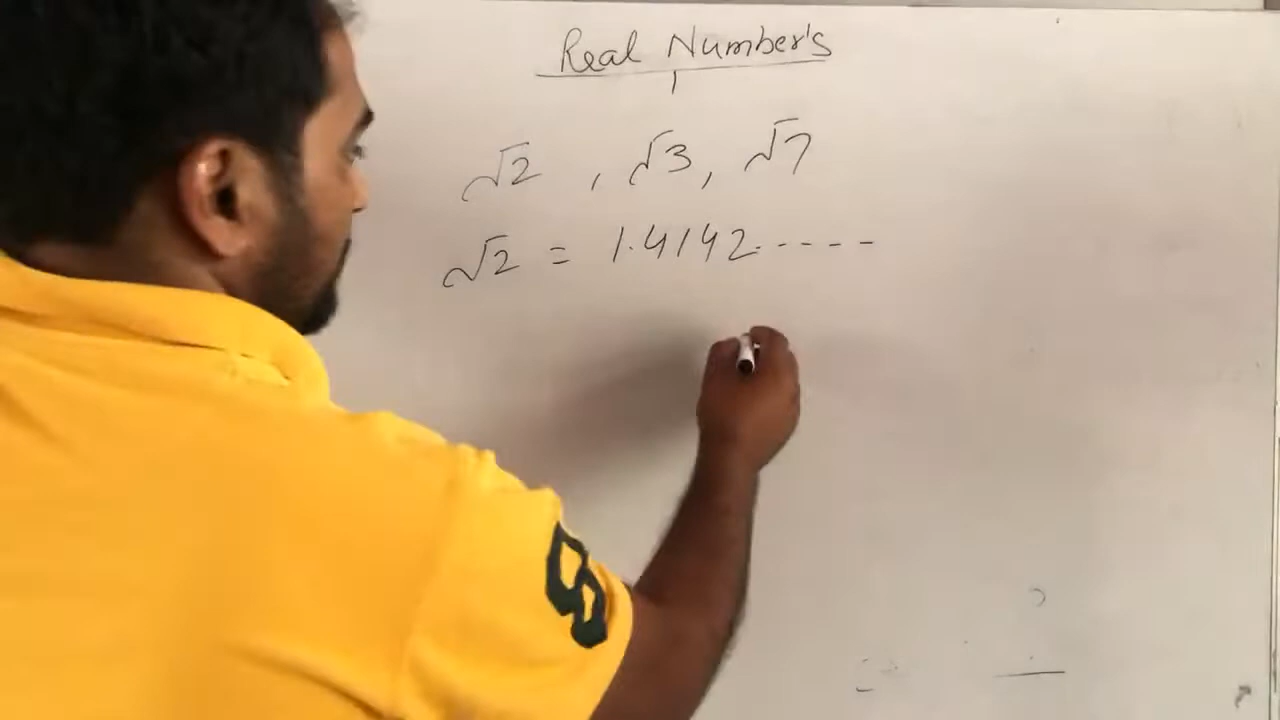 Real Number's
√2 , √3, √7
√2 = 1.4142.----